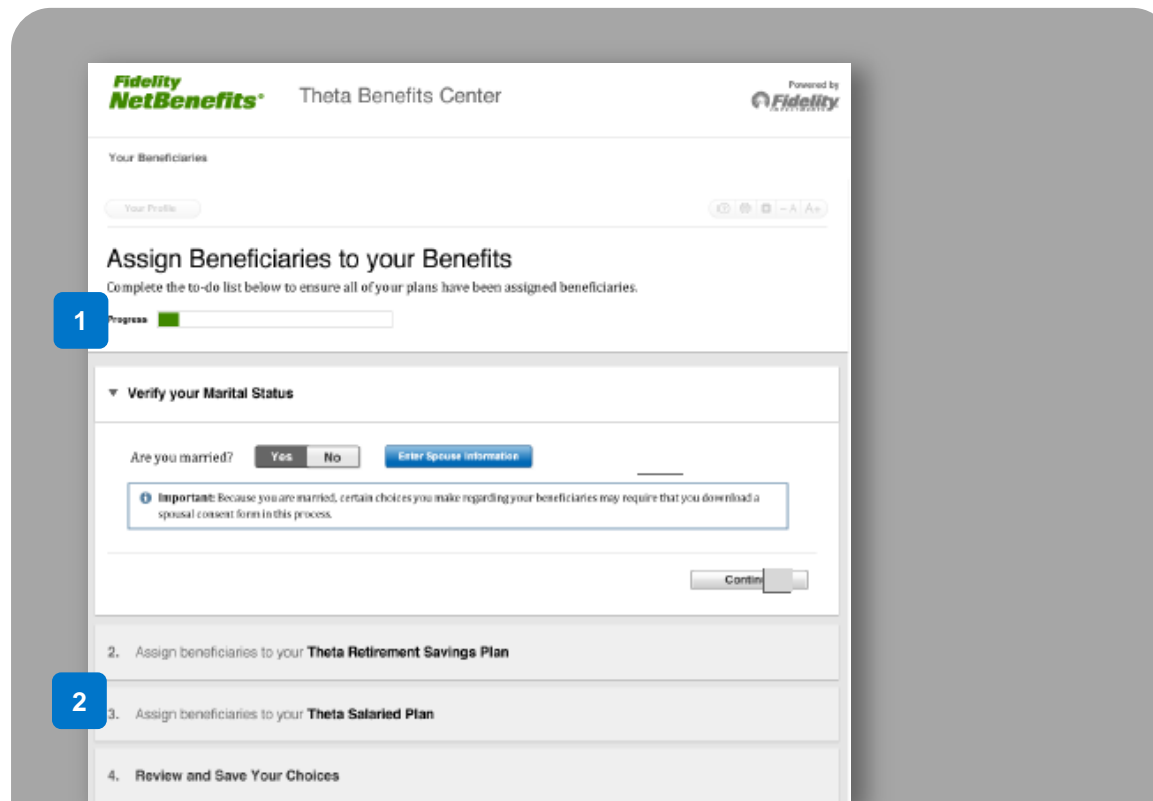 Fidelity
NetBenefits®
Theta Benefits Center
Powered by
Fidelity
INVESTMENTS
Your Beneficiaries
Your Profile
- A A+
Assign Beneficiaries to your Benefits
Complete the to-do list below to ensure all of your plans have been assigned beneficiaries.
1
Progress
Verify your Marital Status
Are you married? Yes No Enter Spouse Information
Important: Because you are married, certain choices you make regarding your beneficiaries may require that you download a
spousal consent form in this process.
Contin
2. Assign beneficiaries to your Theta Retirement Savings Plan
2
3. Assign beneficiaries to your Theta Salaried Plan
4. Review and Save Your Choices